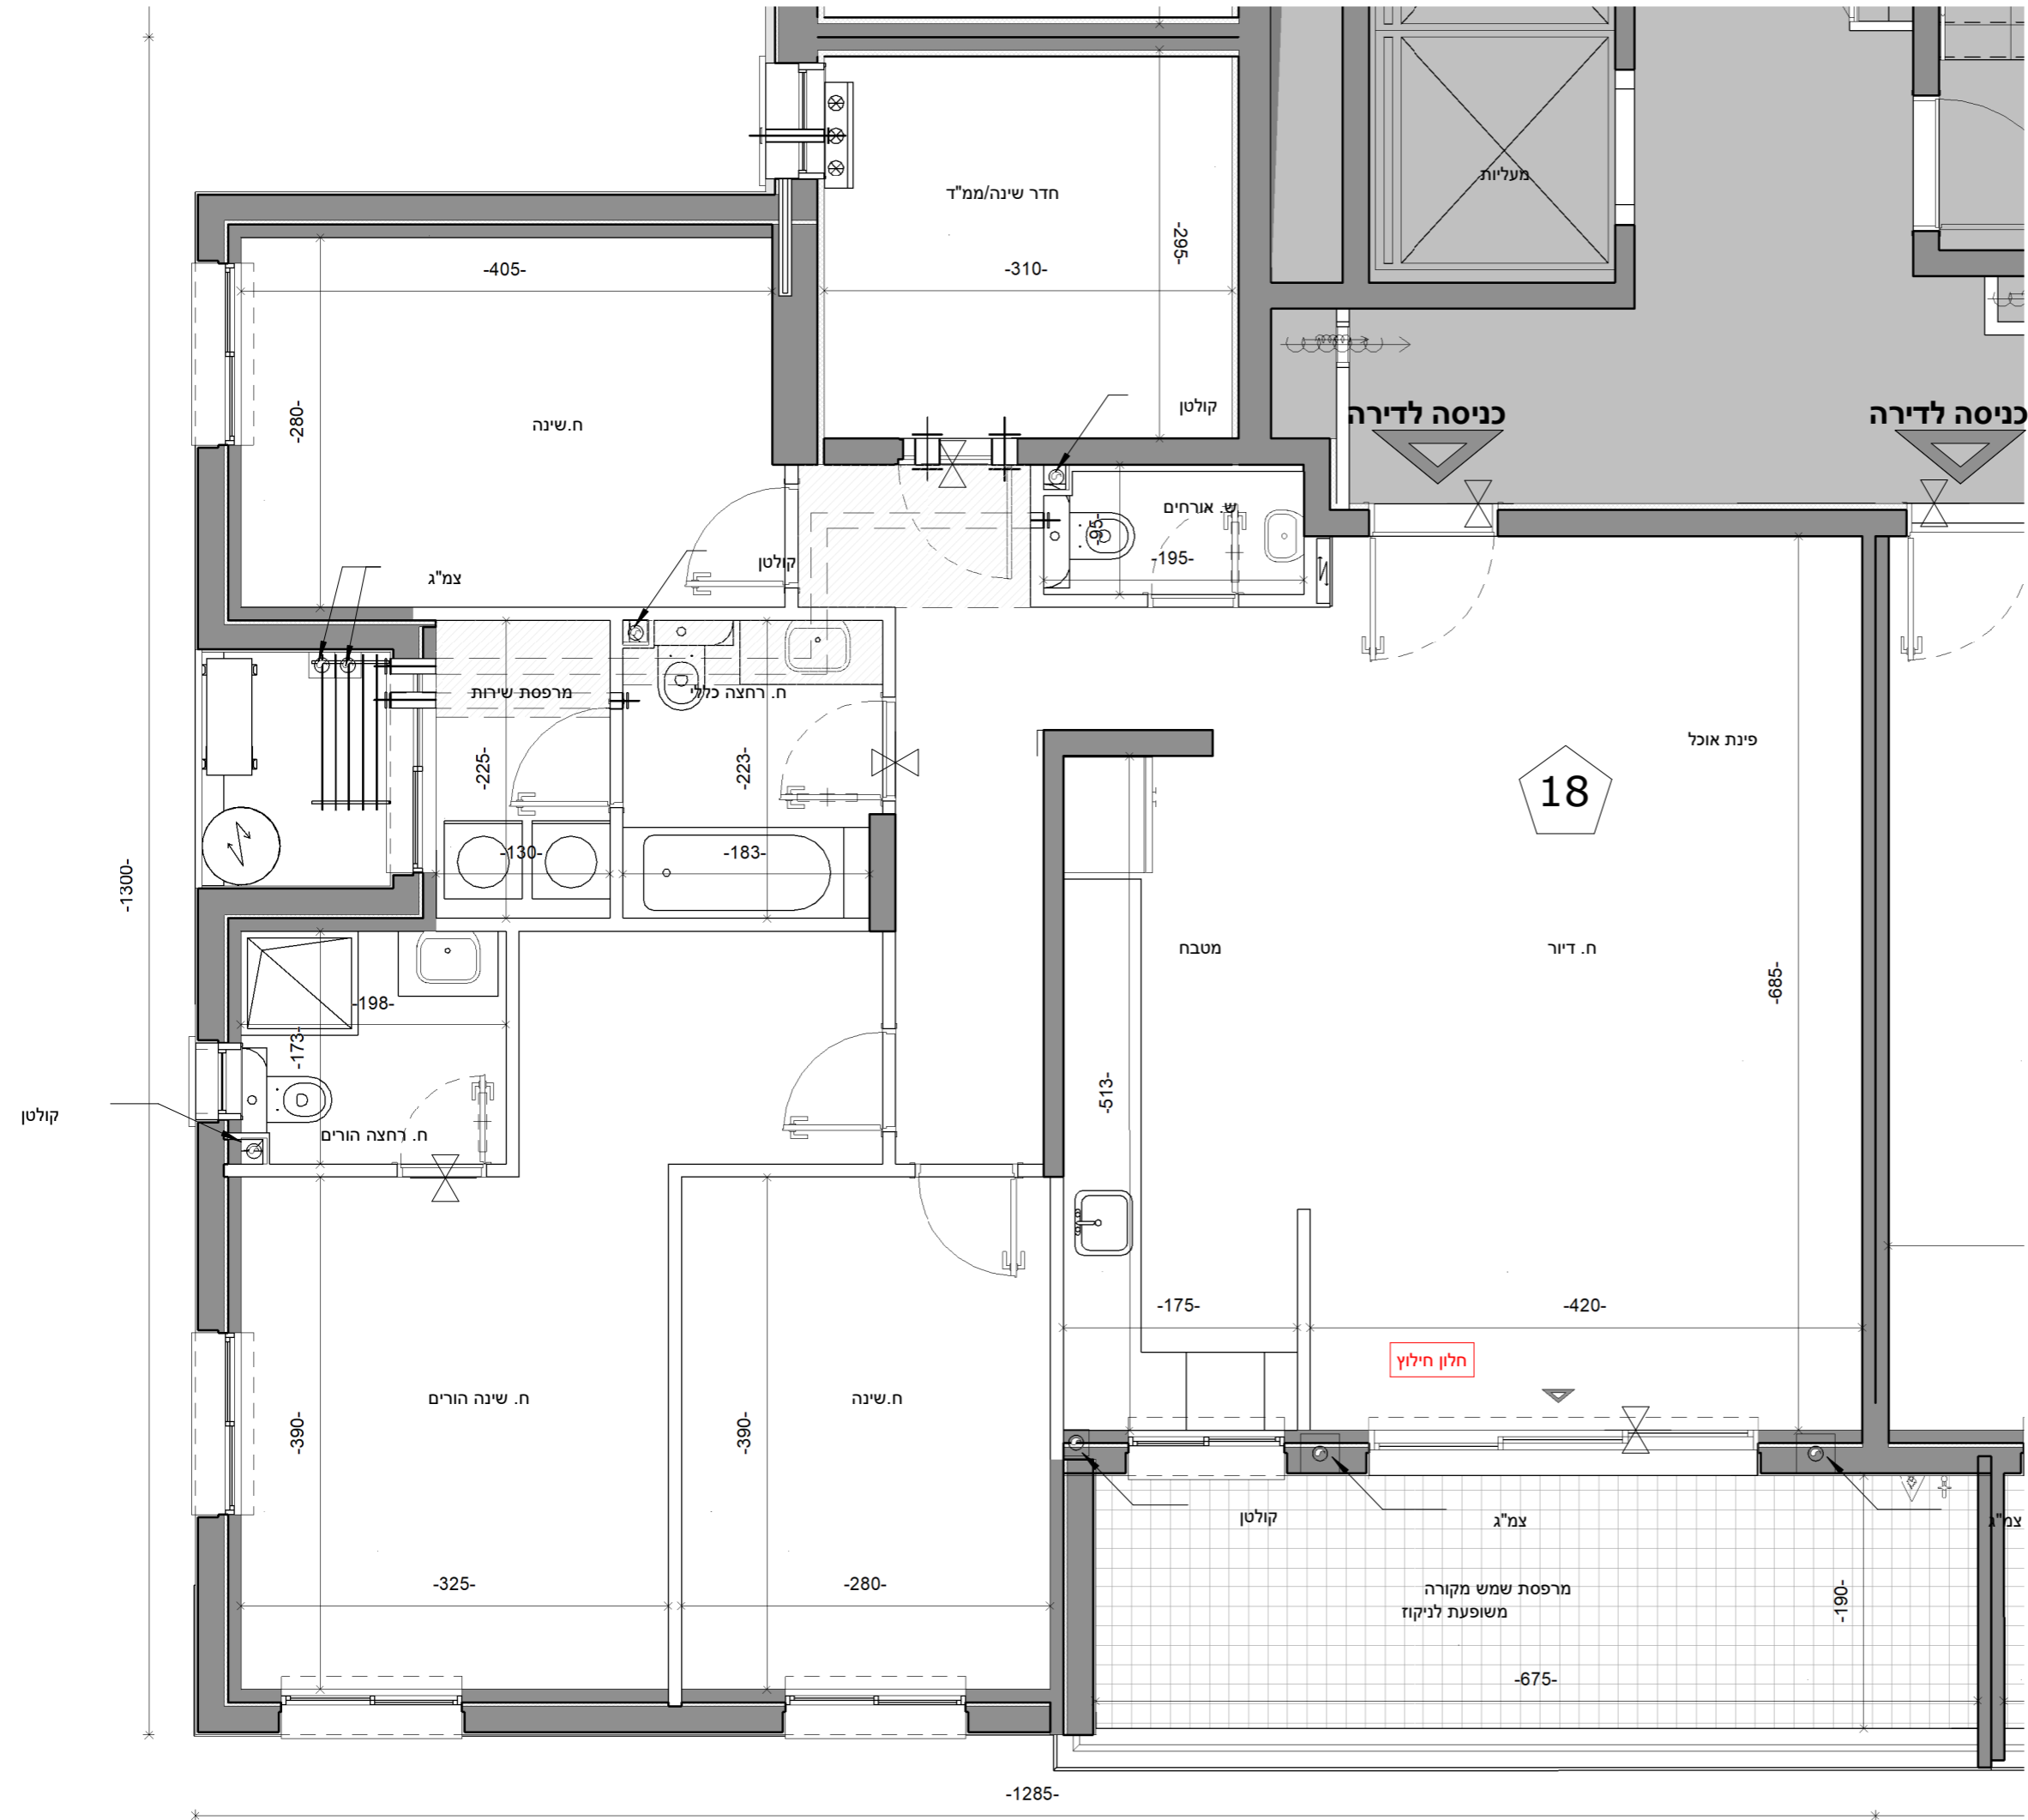 מעליות
חדר שינה/ממ"ד
-295-
-310-
-405-
-280-
ח.שינה
קולטן
כניסה לדירה
כניסה לדירה
ש. אורחים
-95-
-195-
קולטן
צמ"ג
מרפסת שירות
ח. רחצה כללי
-225-
-223-
-130-
-183-
פינת אוכל
18
-1300-
מטבח
ח. דיור
-685-
-198-
-173-
-513-
קולטן
ח. רחצה הורים
-175-
-420-
חלון חילוץ
ח. שינה הורים
ח.שינה
-390-
-390-
קולטן
צמ"ג
צמ"ג
-325-
-280-
מרפסת שמש מקורה
משופעת לניקוז
-190-
-675-
-1285-